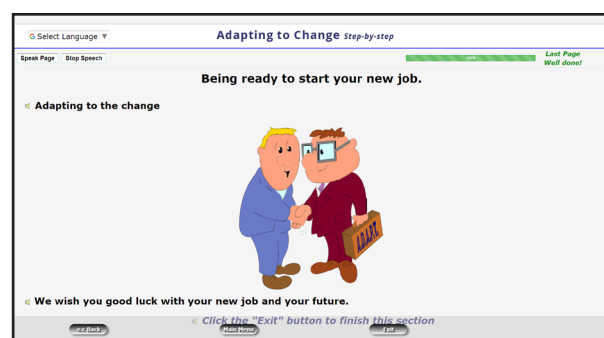 G Select Language ▼
Adapting to Change Step-by-step
Speak Page Stop Speech
Last Page
Well done!
Being ready to start your new job.
Adapting to the change
ADAPT
We wish you good luck with your new job and your future.
Click the "Exit" button to finish this section
<< Back Main Menu Exit